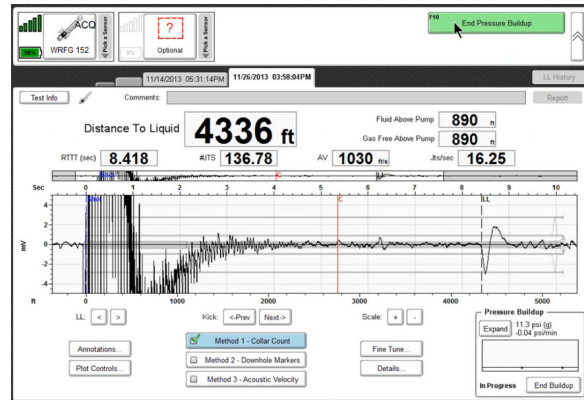 ACQ
98%
WRFG 152
Pick a Sensor
?
Optional
Pick a Sensor
F10
End Pressure Buildup
11/14/2013 05:31:14PM
11/26/2013 03:58:04PM
LL History
Test Info
Comments:
Report
Distance To Liquid 4336 ft
Fluid Above Pump 890 ft
Gas Free Above Pump 890 ft
RTTT (sec) 8.418 #JTS 136.78 AV 1030 ft/s Jts/sec 16.25
C
Sec 0 1 2 3 4 5 6 7 8 9 10
Shot C LL
4
2
0
-2
-4
mV
ft 0 1000 2000 3000 4000 5000
LL: < > Kick: <-Prev Next-> Scale: + -
Annotations...
Plot Controls...
Method 1 - Collar Count
Method 2 - Downhole Markers
Method 3 - Acoustic Velocity
Fine Tune...
Details...
Pressure Buildup
Expand
11.3 psi (g)
-0.04 psi/min
In Progress
End Buildup